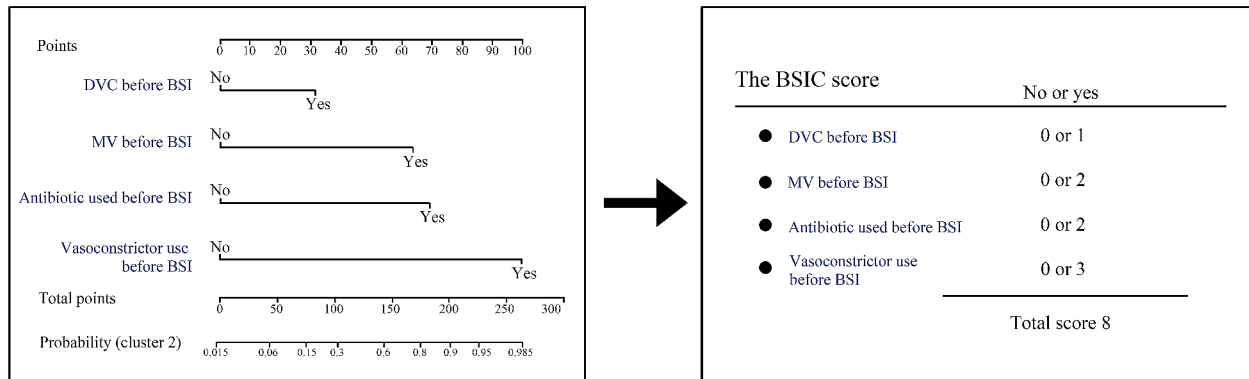 Points
0 10 20 30 40 50 60 70 80 90 100
No
DVC before BSI
Yes
No
MV before BSI
Yes
No
Antibiotic used before BSI
Yes
No
Vasoconstrictor use
before BSI
Yes
Total points
0 50 100 150 200 250 300
Probability (cluster 2)
0.015 0.06 0.15 0.3 0.6 0.8 0.9 0.95 0.985
The BSIC score
No or yes
● DVC before BSI 0 or 1
● MV before BSI 0 or 2
● Antibiotic used before BSI 0 or 2
● Vasoconstrictor use 0 or 3
before BSI
Total score 8